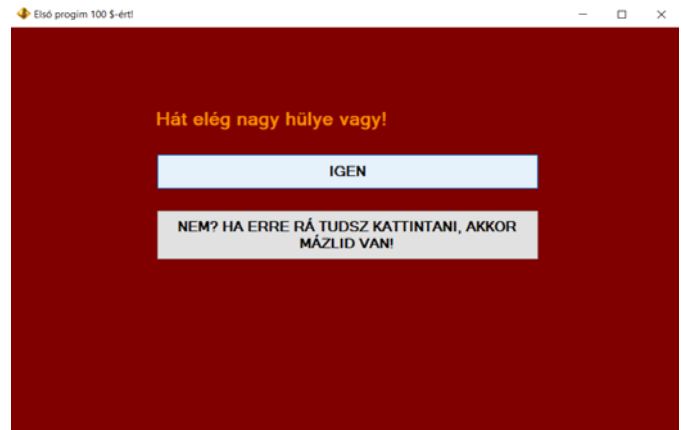 Első progim 100 $-ért!
Hát elég nagy hülye vagy!
IGEN
NEM? HA ERRE RÁ TUDSZ KATTINTANI, AKKOR
MÁZLID VAN!